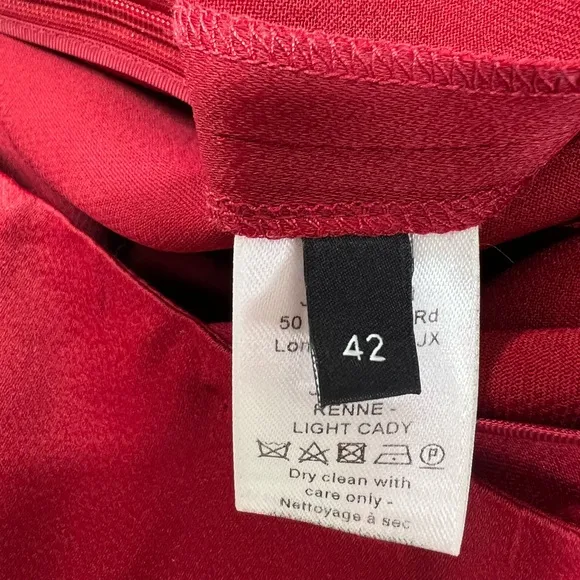 J
50 Rd
Lon JX
42
J
RENNE -
LIGHT CADY
P
Dry clean with
care only -
Nettoyage à sec